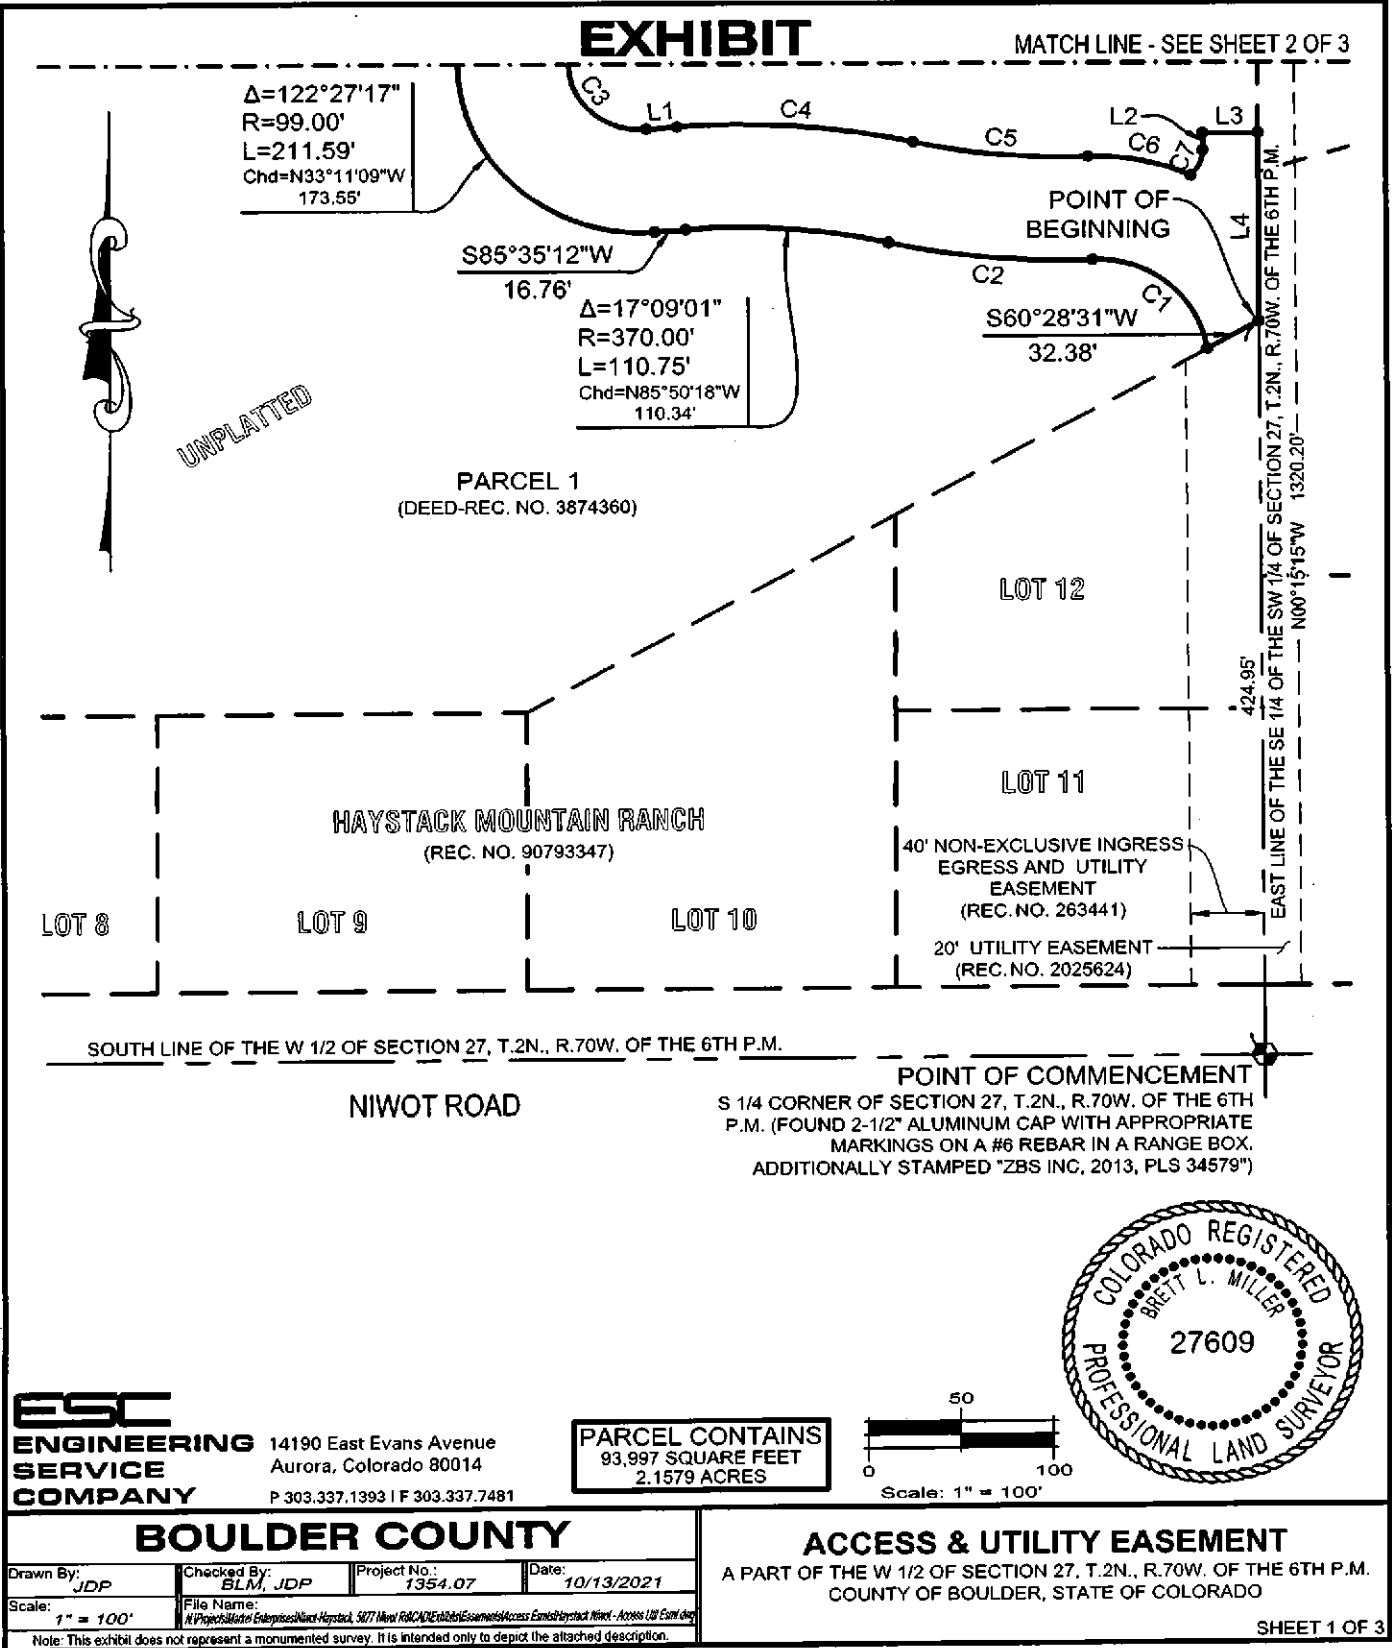 EXHIBIT
MATCH LINE - SEE SHEET 2 OF 3
Δ=122°27'17"
R=99.00'
L=211.59'
Chd=N33°11'09"W
173.55'
C3
L1
C4
C5
L2
C6
C7
L3
L4
POINT OF
BEGINNING
S85°35'12"W
16.76'
C2
C1
Δ=17°09'01"
R=370.00'
L=110.75'
Chd=N85°50'18"W
110.34'
S60°28'31"W
32.38'
UNPLATTED
PARCEL 1
(DEED-REC. NO. 3874360)
LOT 12
EAST LINE OF THE SE 1/4 OF THE SW 1/4 OF SECTION 27, T.2N., R.70W. OF THE 6TH P.M.
N00°15'15"W 1320.20'
424.95'
LOT 11
HAYSTACK MOUNTAIN RANCH
(REC. NO. 90793347)
40' NON-EXCLUSIVE INGRESS
EGRESS AND UTILITY
EASEMENT
(REC. NO. 263441)
LOT 8
LOT 9
LOT 10
20' UTILITY EASEMENT
(REC. NO. 2025624)
SOUTH LINE OF THE W 1/2 OF SECTION 27, T.2N., R.70W. OF THE 6TH P.M.
NIWOT ROAD
POINT OF COMMENCEMENT
S 1/4 CORNER OF SECTION 27, T.2N., R.70W. OF THE 6TH
P.M. (FOUND 2-1/2" ALUMINUM CAP WITH APPROPRIATE
MARKINGS ON A #6 REBAR IN A RANGE BOX.
ADDITIONALLY STAMPED "ZBS INC, 2013, PLS 34579")
COLORADO REGISTERED
BRETT L. MILLER
27609
PROFESSIONAL LAND SURVEYOR
ESC
ENGINEERING
SERVICE
COMPANY
14190 East Evans Avenue
Aurora, Colorado 80014
P 303.337.1393 | F 303.337.7481
PARCEL CONTAINS
93,997 SQUARE FEET
2.1579 ACRES
50
0 100
Scale: 1" = 100'
BOULDER COUNTY
Drawn By: JDP
Checked By: BLM, JDP
Project No.: 1354.07
Date: 10/13/2021
Scale: 1" = 100'
File Name:
Note: This exhibit does not represent a monumented survey. It is intended only to depict the attached description.
ACCESS & UTILITY EASEMENT
A PART OF THE W 1/2 OF SECTION 27, T.2N., R.70W. OF THE 6TH P.M.
COUNTY OF BOULDER, STATE OF COLORADO
SHEET 1 OF 3